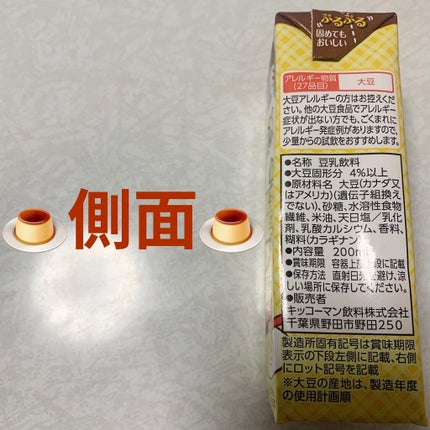 ぷるぷる
固めても
おいしい
アレルギー物質
(27品目)
大豆
大豆アレルギーの方はお控えくだ
さい。他の大豆食品でアレルギー
症状が出ない方でも、ごくまれに
アレルギー発症例がありますので、
少量からの試飲をおすすめします。
●名称 豆乳飲料
●大豆固形分 4%以上
●原材料名 大豆(カナダ又
はアメリカ)(遺伝子組換え
でない)、砂糖、水溶性食物
繊維、米油、天日塩/乳化
剤、乳酸カルシウム、香料、
糊料(カラギナン)
●内容量 200ml
●賞味期限 容器上部 段に記載
●保存方法 直射日光を避け、涼
しい場所に保存してください。
●販売者
キッコーマン飲料株式会社
千葉県野田市野田250
製造所固有記号は賞味期限
表示の下段左側に記載、右側
にロット記号を記載
※大豆の産地は、製造年度
の使用計画順
側面